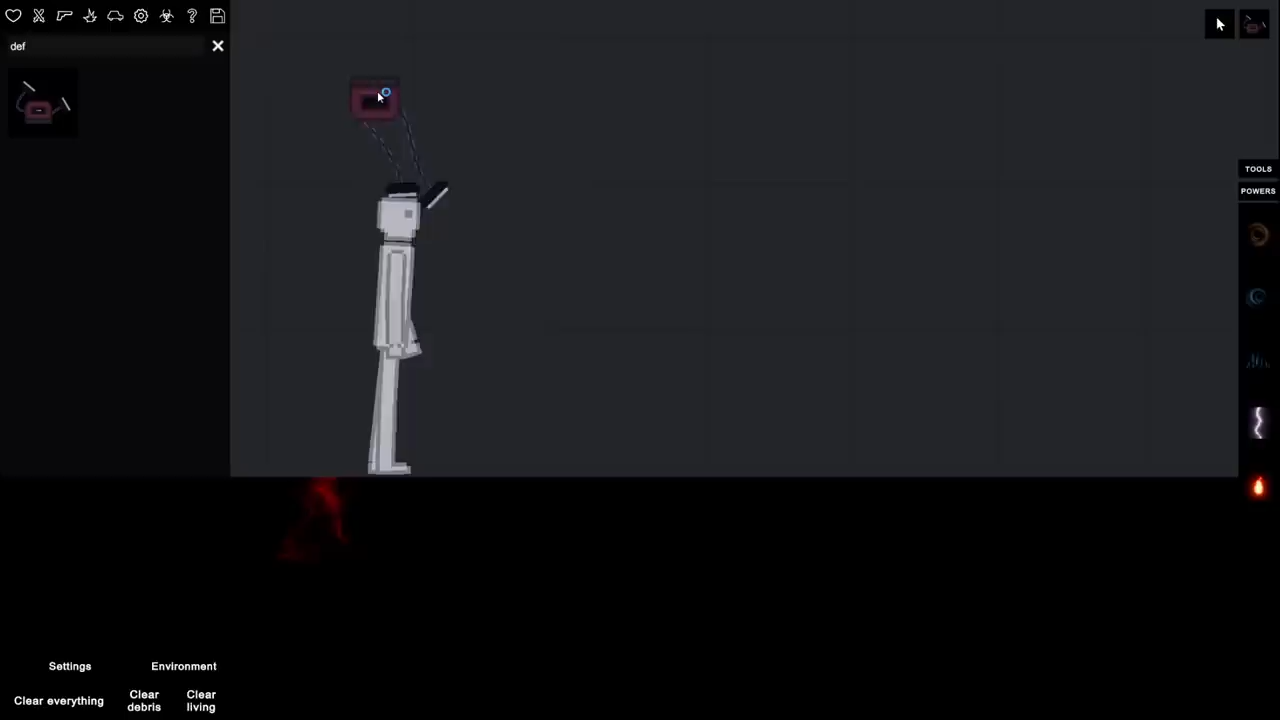 def
TOOLS
POWERS
Settings
Environment
Clear everything
Clear debris
Clear living